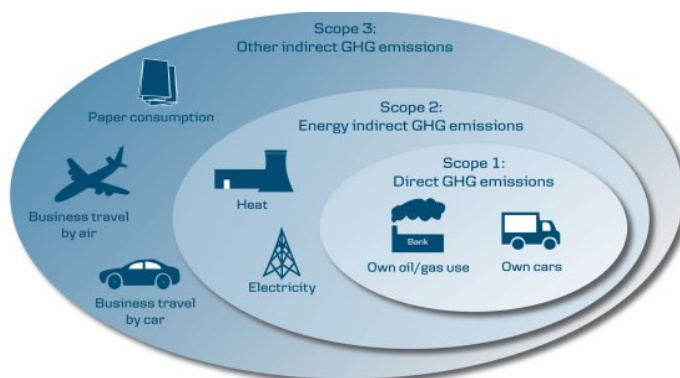 Scope 3:
Other indirect GHG emissions
Paper consumption
Scope 2:
Energy indirect GHG emissions
Scope 1:
Direct GHG emissions
Heat
Business travel
by air
Bank
Own oil/gas use
Own cars
Electricity
Business travel
by car